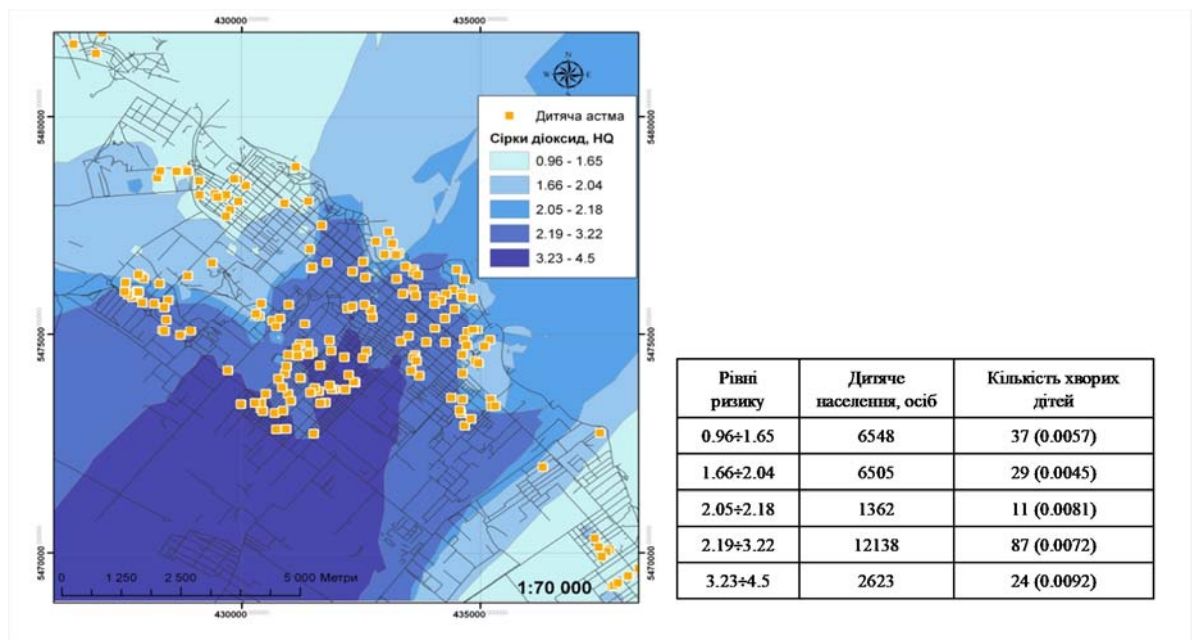 430000 435000
5480000 5480000
N
W E
S
Дитяча астма
Сірки діоксид, HQ
0.96 - 1.65
1.66 - 2.04
2.05 - 2.18
2.19 - 3.22
3.23 - 4.5
5475000 5475000
5470000 5470000
0 1 250 2 500 5 000 Метри
1:70 000
430000 435000
Рівні Дитяче Кількість хворих
ризику населення, осіб дітей
0.96÷1.65 6548 37 (0.0057)
1.66÷2.04 6505 29 (0.0045)
2.05÷2.18 1362 11 (0.0081)
2.19÷3.22 12138 87 (0.0072)
3.23÷4.5 2623 24 (0.0092)